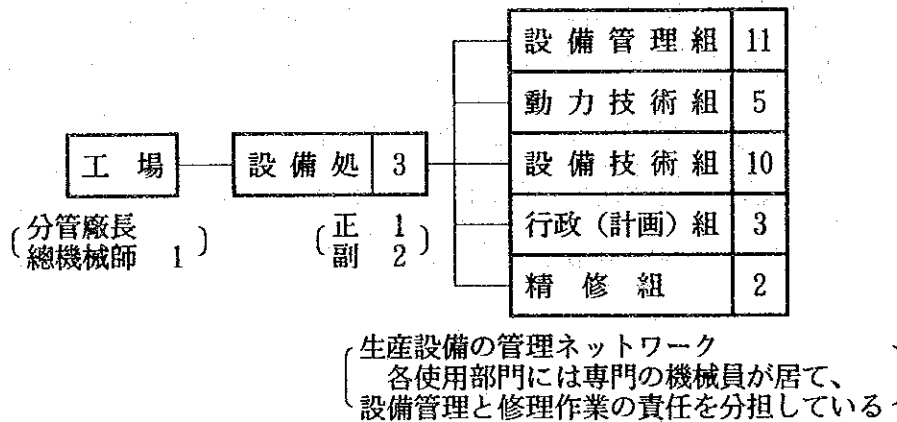 設備管理組 11
動力技術組 5
工場 設備処 3 設備技術組 10
分管廠長 正 1 行政（計画）組 3
總機械師 1 副 2
精修組 2
生産設備の管理ネットワーク
各使用部門には専門の機械員が居て、
設備管理と修理作業の責任を分担している